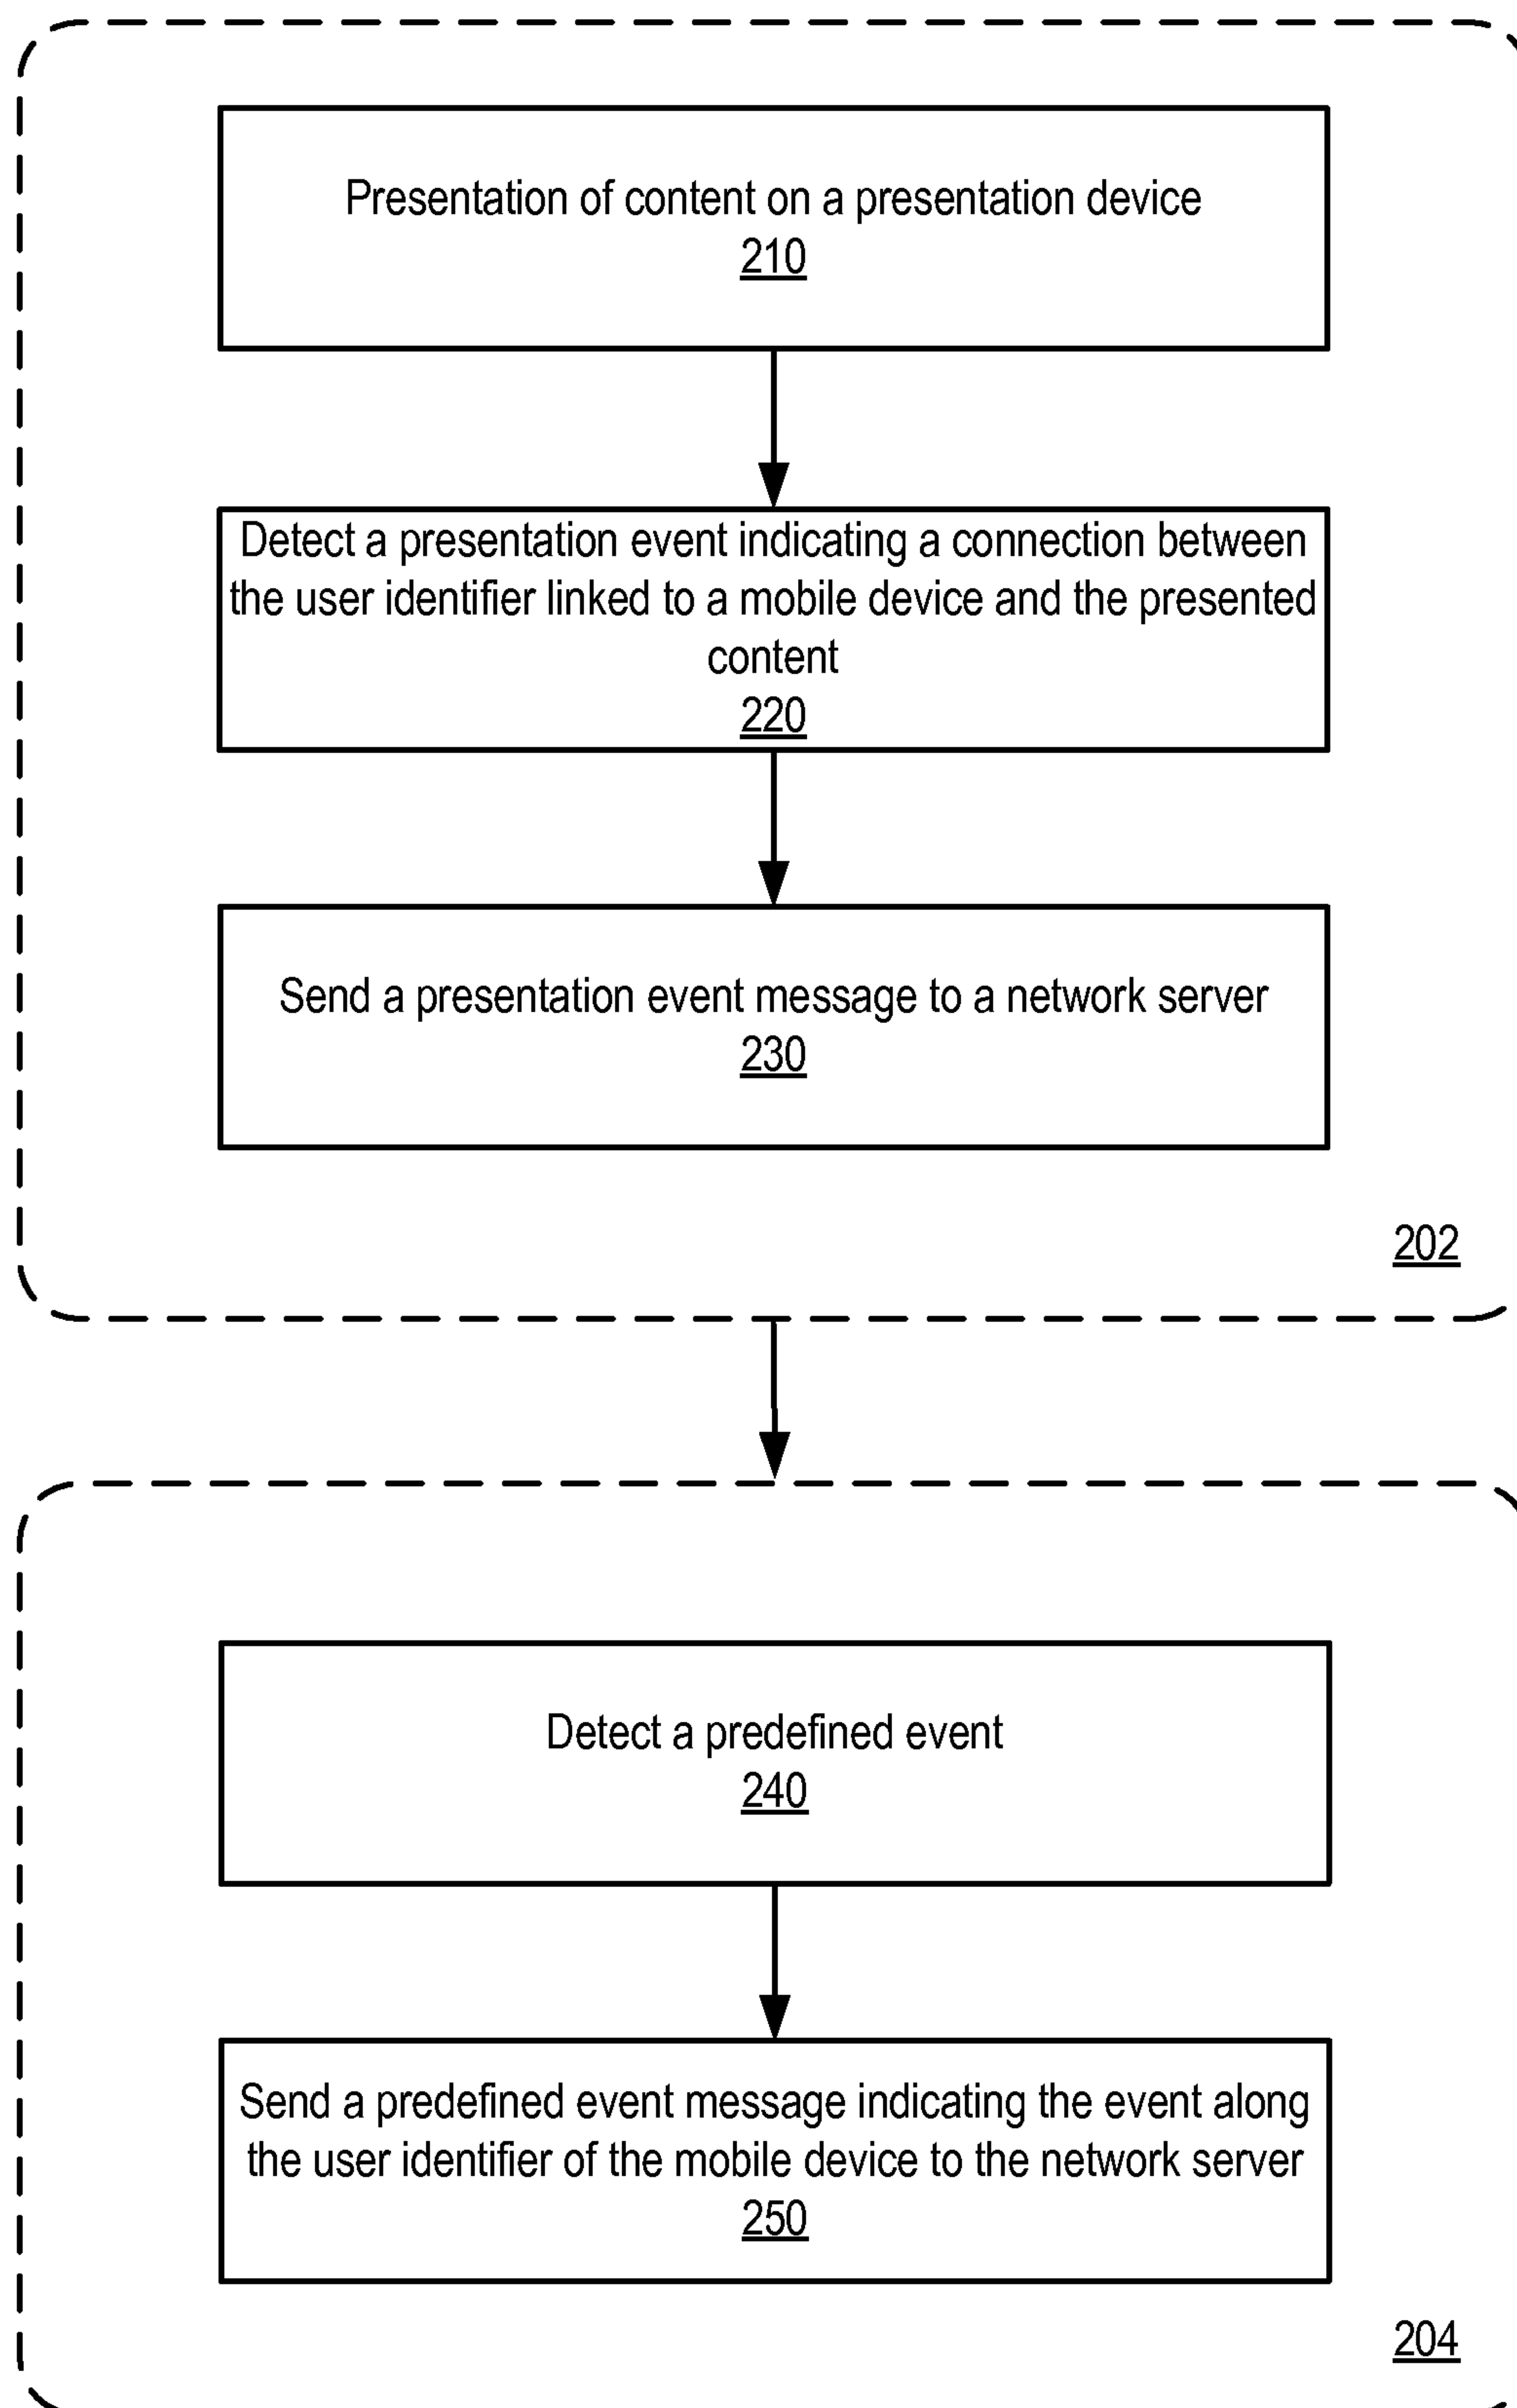 Presentation of content on a presentation device
210
Detect a presentation event indicating a connection between
the user identifier linked to a mobile device and the presented
content
220
Send a presentation event message to a network server
230
202
Detect a predefined event
240
Send a predefined event message indicating the event along
the user identifier of the mobile device to the network server
250
204